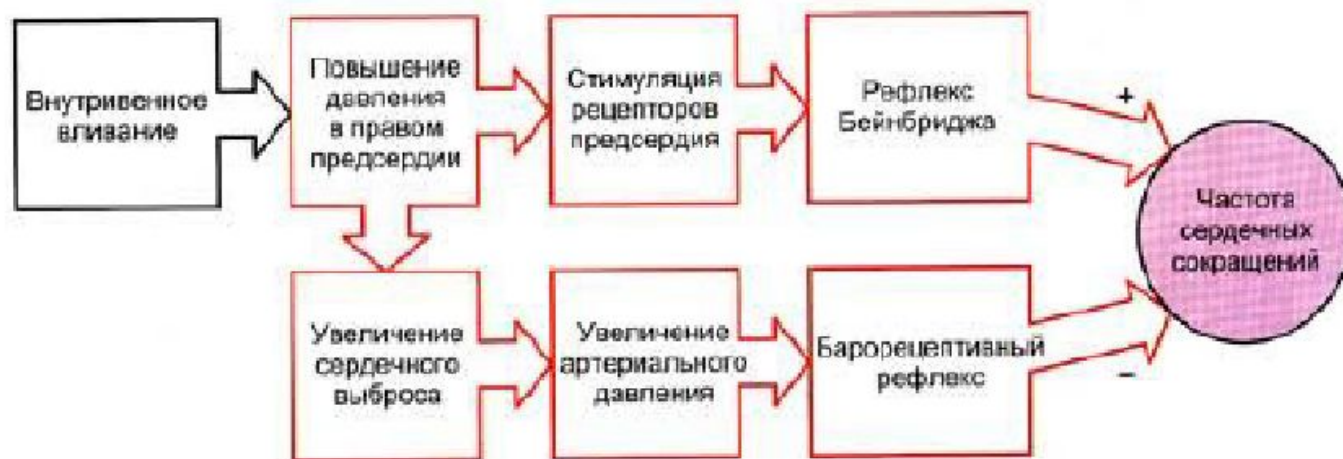 Внутривенное
вливание
Повышение
давления
в правом
предсердии
Стимуляция
рецепторов
предсердия
Рефлекс
Бейнбриджа
+
Частота
сердечных
сокращений
Увеличение
сердечного
выброса
Увеличение
артериального
давления
Барорецептивный
рефлекс
–